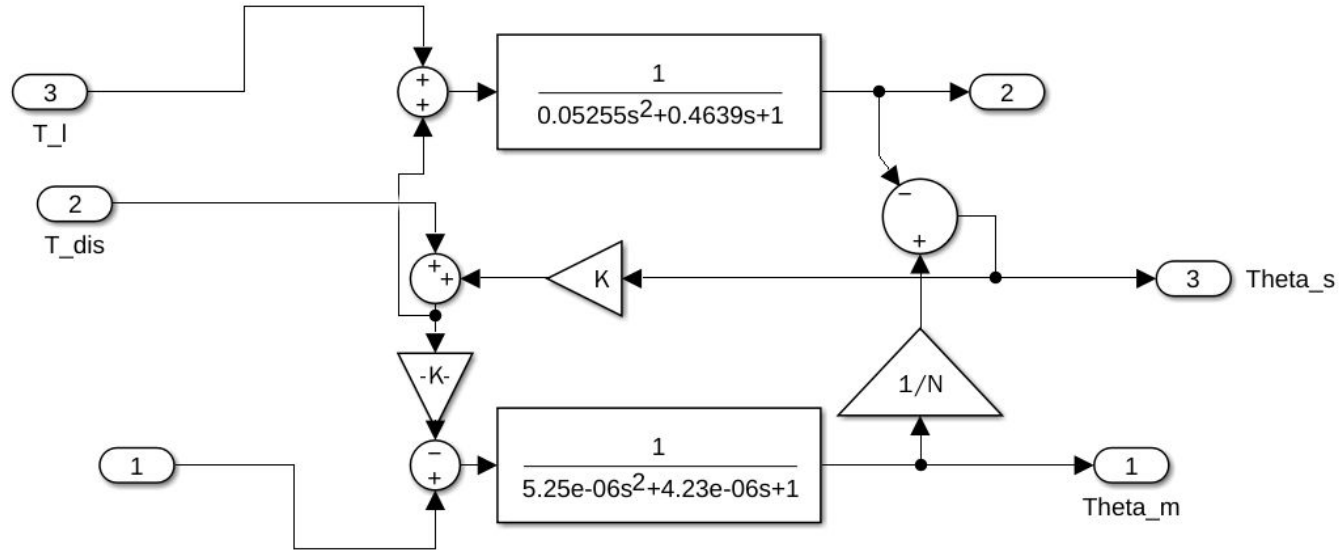 3
T_l
+
+
1
0.05255s2+0.4639s+1
2
2
T_dis
−
+
+
+
K
3
Theta_s
-K-
1/N
1
−
+
1
5.25e-06s2+4.23e-06s+1
1
Theta_m